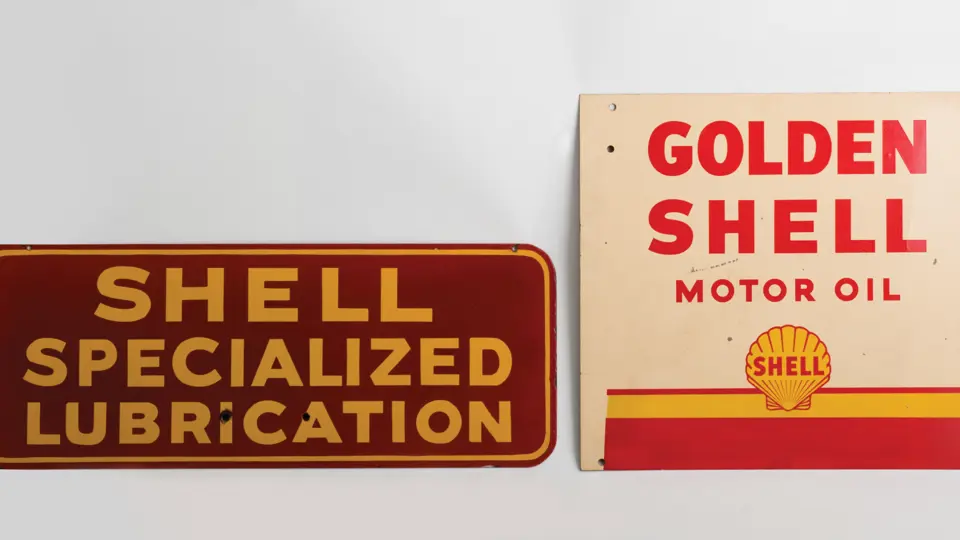 SHELL
SPECIALIZED
LUBRICATION
GOLDEN
SHELL
MOTOR OIL
SHELL